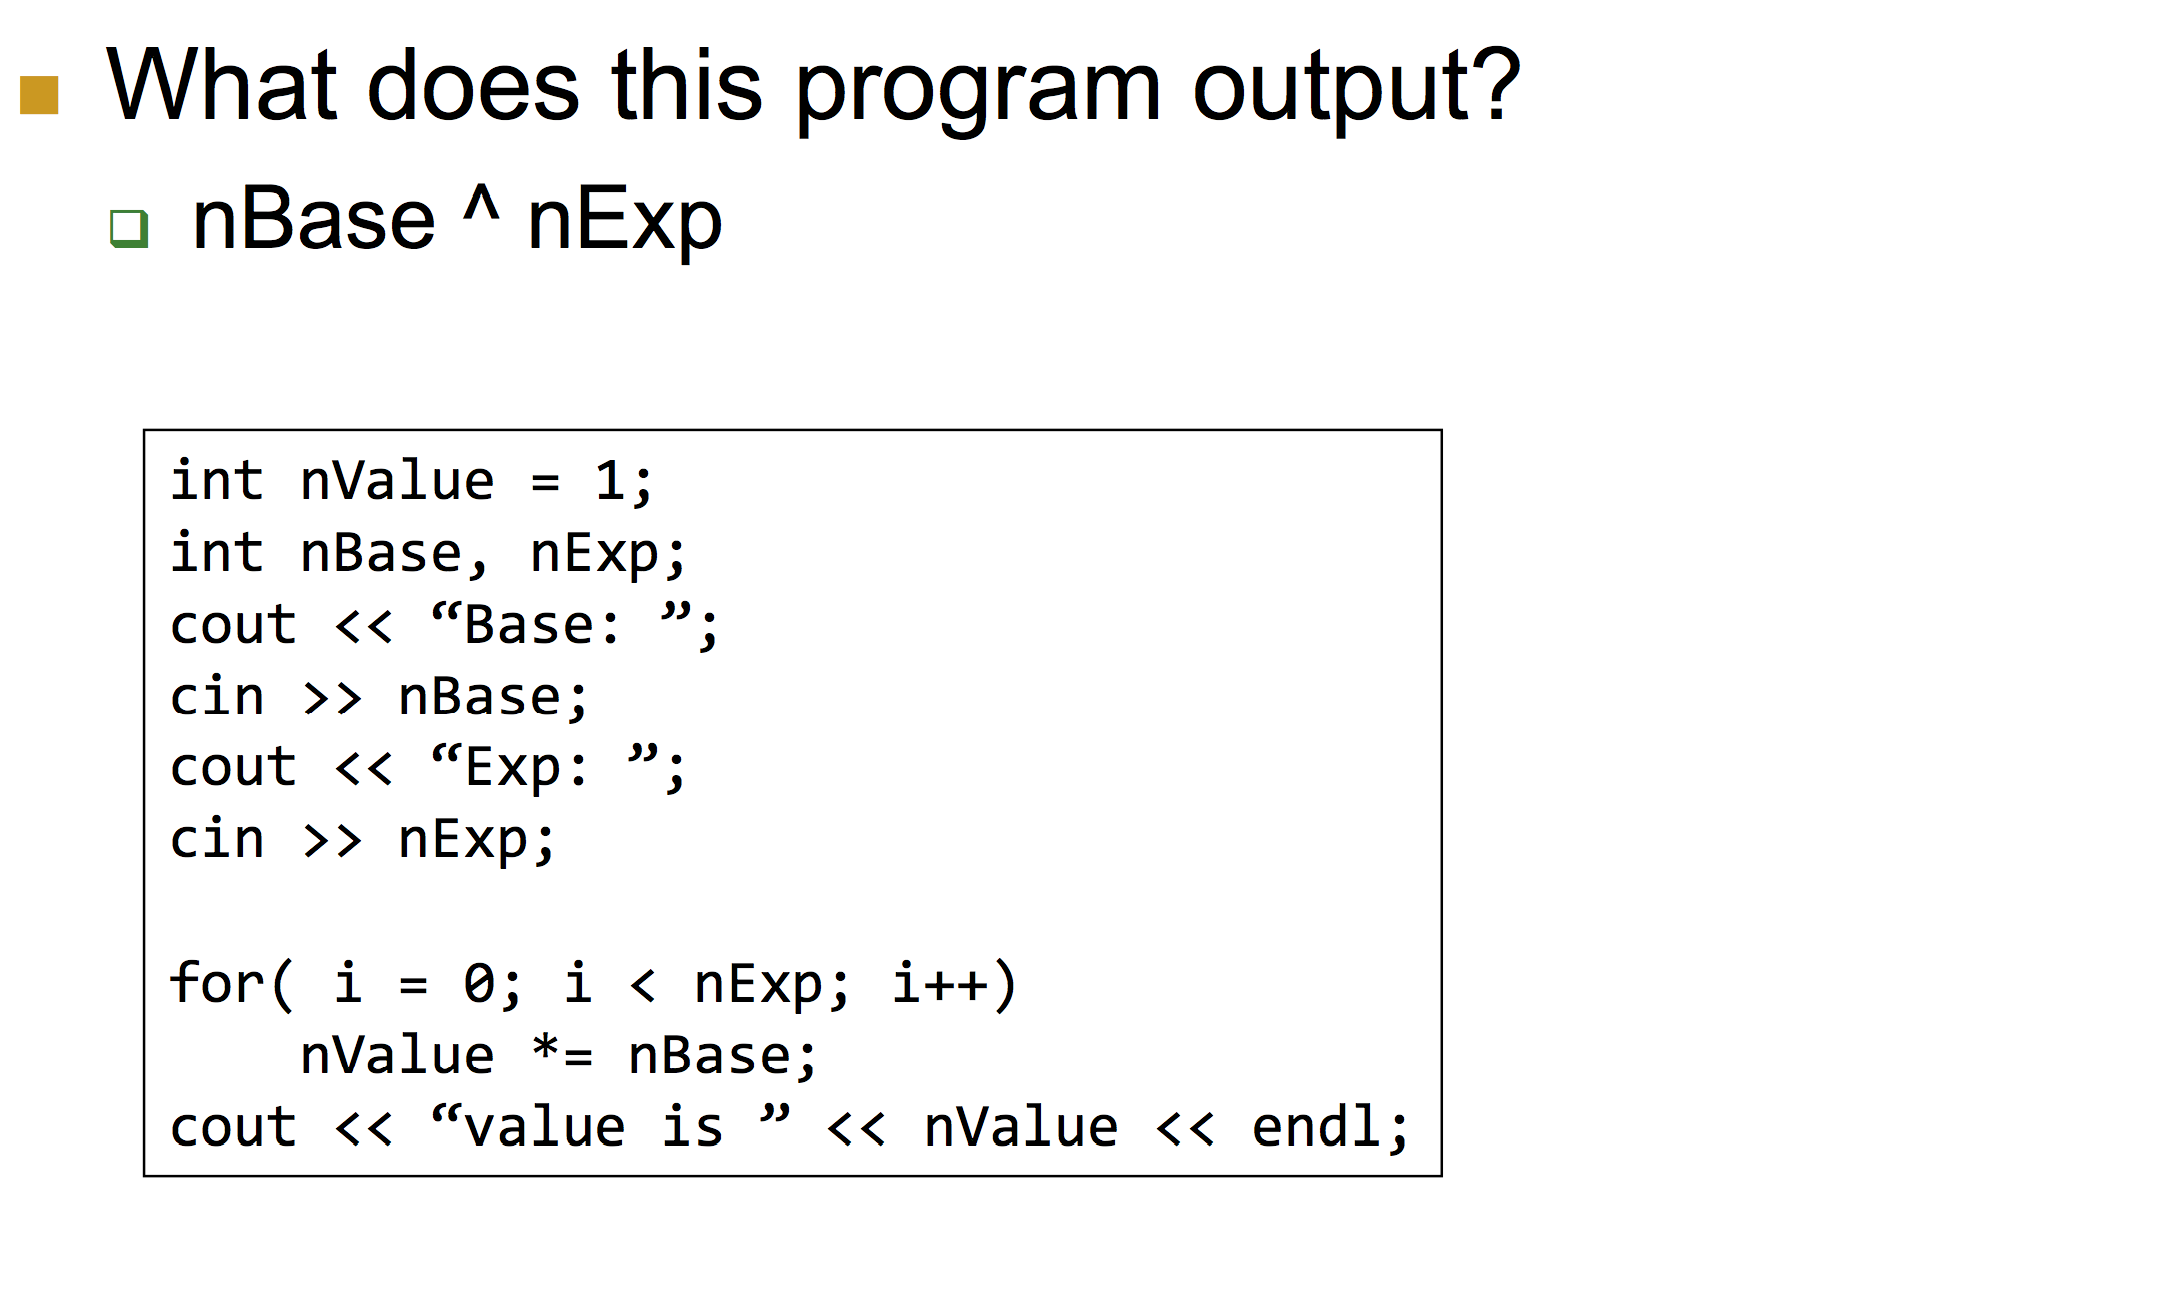 What does this program output?
nBase ^ nExp
int nValue = 1;
int nBase, nExp;
cout << “Base: ”;
cin >> nBase;
cout << “Exp: ”;
cin >> nExp;
for( i = 0; i < nExp; i++)
    nValue *= nBase;
cout << “value is ” << nValue << endl;